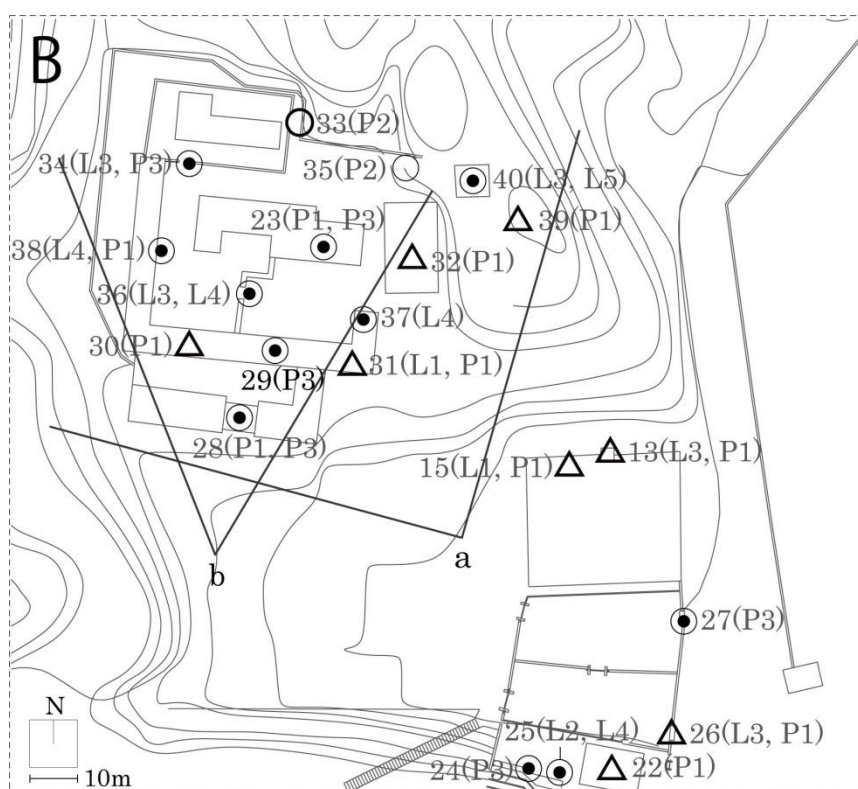 B
33(P2)
34(L3, P3)
35(P2)
40(L3, L5)
23(P1, P3)
39(P1)
38(L4, P1)
32(P1)
36(L3, L4)
37(L4)
30(P1)
31(L1, P1)
29(P3)
28(P1, P3)
13(L3, P1)
15(L1, P1)
a
b
27(P3)
N
25(L2, L4)
26(L3, P1)
24(P3)
22(P1)
10m